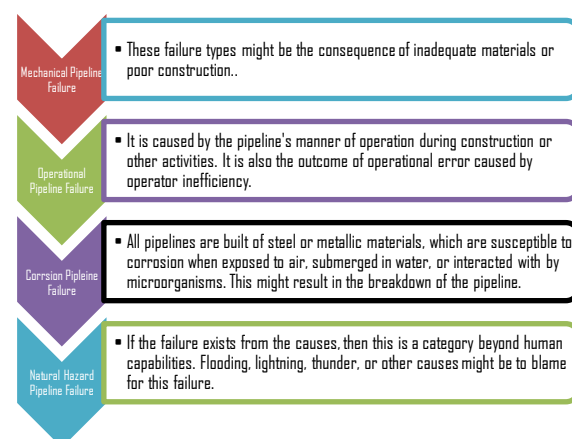 Mechanical Pipeline
Failure
▪ These failure types might be the consequence of inadequate materials or
poor construction..
Operational
Pipeline Failure
▪ It is caused by the pipeline's manner of operation during construction or
other activities. It is also the outcome of operational error caused by
operator inefficiency.
Corrsion Pipleine
Failure
▪ All pipelines are built of steel or metallic materials, which are susceptible to
corrosion when exposed to air, submerged in water, or interacted with by
microorganisms. This might result in the breakdown of the pipeline.
Natural Hazard
Pipeline Failure
▪ If the failure exists from the causes, then this is a category beyond human
capabilities. Flooding, lightning, thunder, or other causes might be to blame
for this failure.